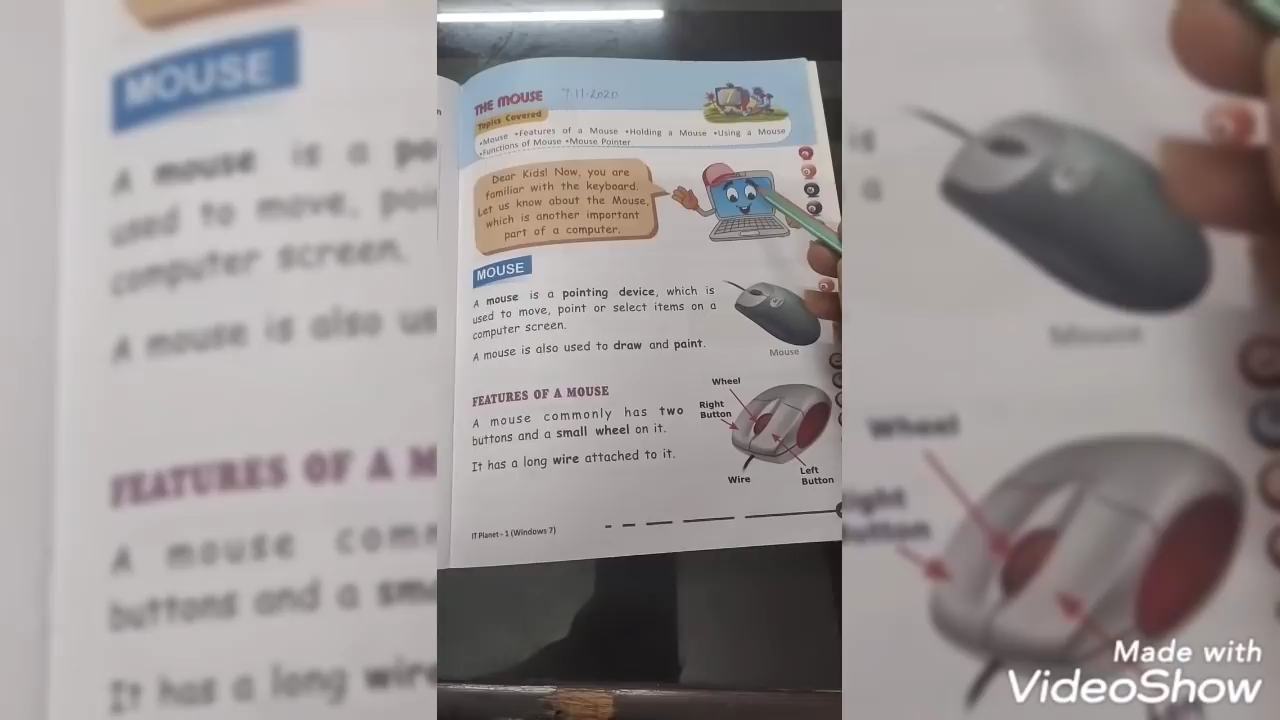 THE MOUSE
7-11-2020
Topics Covered
•Mouse •Features of a Mouse •Holding a Mouse •Using a Mouse
•Functions of Mouse •Mouse Pointer
Dear Kids! Now, you are
familiar with the keyboard.
Let us know about the Mouse,
which is another important
part of a computer.
MOUSE
A mouse is a pointing device, which is
used to move, point or select items on a
computer screen.
A mouse is also used to draw and paint.
Mouse
FEATURES OF A MOUSE
A mouse commonly has two
buttons and a small wheel on it.
It has a long wire attached to it.
Wheel
Right
Button
Wire
Left
Button
IT Planet - 1 (Windows 7)
Made with
VideoShow